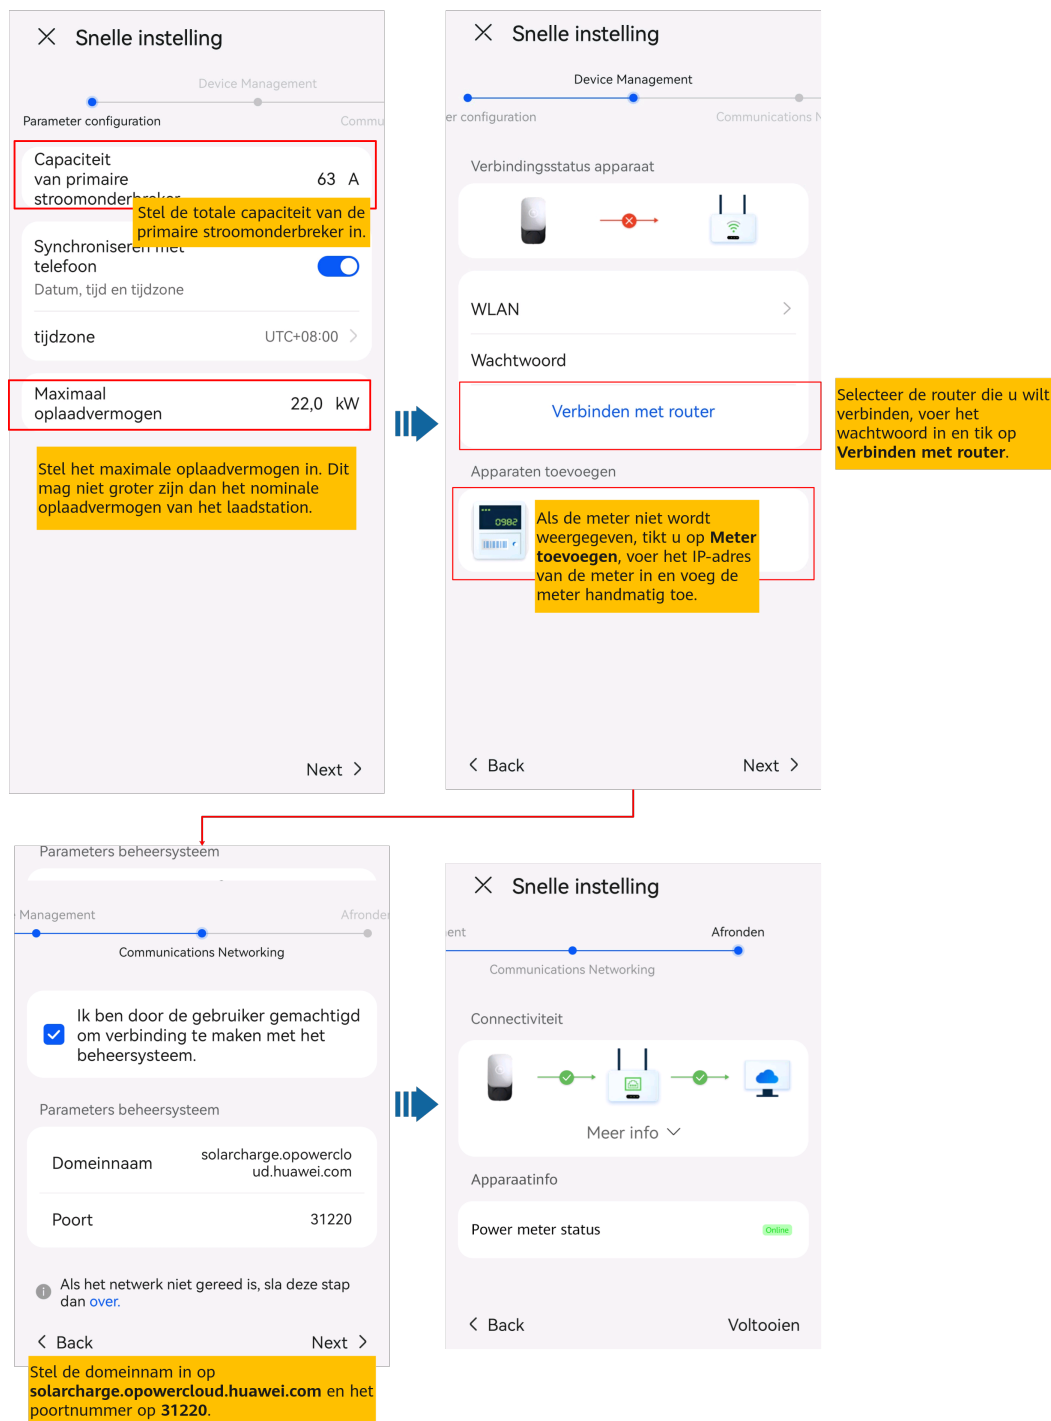 Snelle instelling
Device Management
Parameter configuration
Commu
Capaciteit
van primaire
stroomonderbreker
63 A
Stel de totale capaciteit van de
primaire stroomonderbreker in.
Synchroniseren met
telefoon
Datum, tijd en tijdzone
tijdzone
UTC+08:00
Maximaal
oplaadvermogen
22,0 kW
Stel het maximale oplaadvermogen in. Dit
mag niet groter zijn dan het nominale
oplaadvermogen van het laadstation.
Next
Snelle instelling
Device Management
er configuration
Communications N
Verbindingsstatus apparaat
WLAN
Wachtwoord
Verbinden met router
Selecteer de router die u wilt
verbinden, voer het
wachtwoord in en tik op
Verbinden met router.
Apparaten toevoegen
0982
Als de meter niet wordt
weergegeven, tikt u op Meter
toevoegen, voer het IP-adres
van de meter in en voeg de
meter handmatig toe.
Back
Next
Parameters beheersysteem
Management
Afronden
Communications Networking
Ik ben door de gebruiker gemachtigd
om verbinding te maken met het
beheersysteem.
Parameters beheersysteem
Domeinnaam
solarcharge.opowerclo
ud.huawei.com
Poort
31220
Als het netwerk niet gereed is, sla deze stap
dan over.
Back
Next
Stel de domeinnam in op
solarcharge.opowercloud.huawei.com en het
poortnummer op 31220.
Snelle instelling
ent
Afronden
Communications Networking
Connectiviteit
Meer info
Apparaatinfo
Power meter status
Online
Back
Voltooien